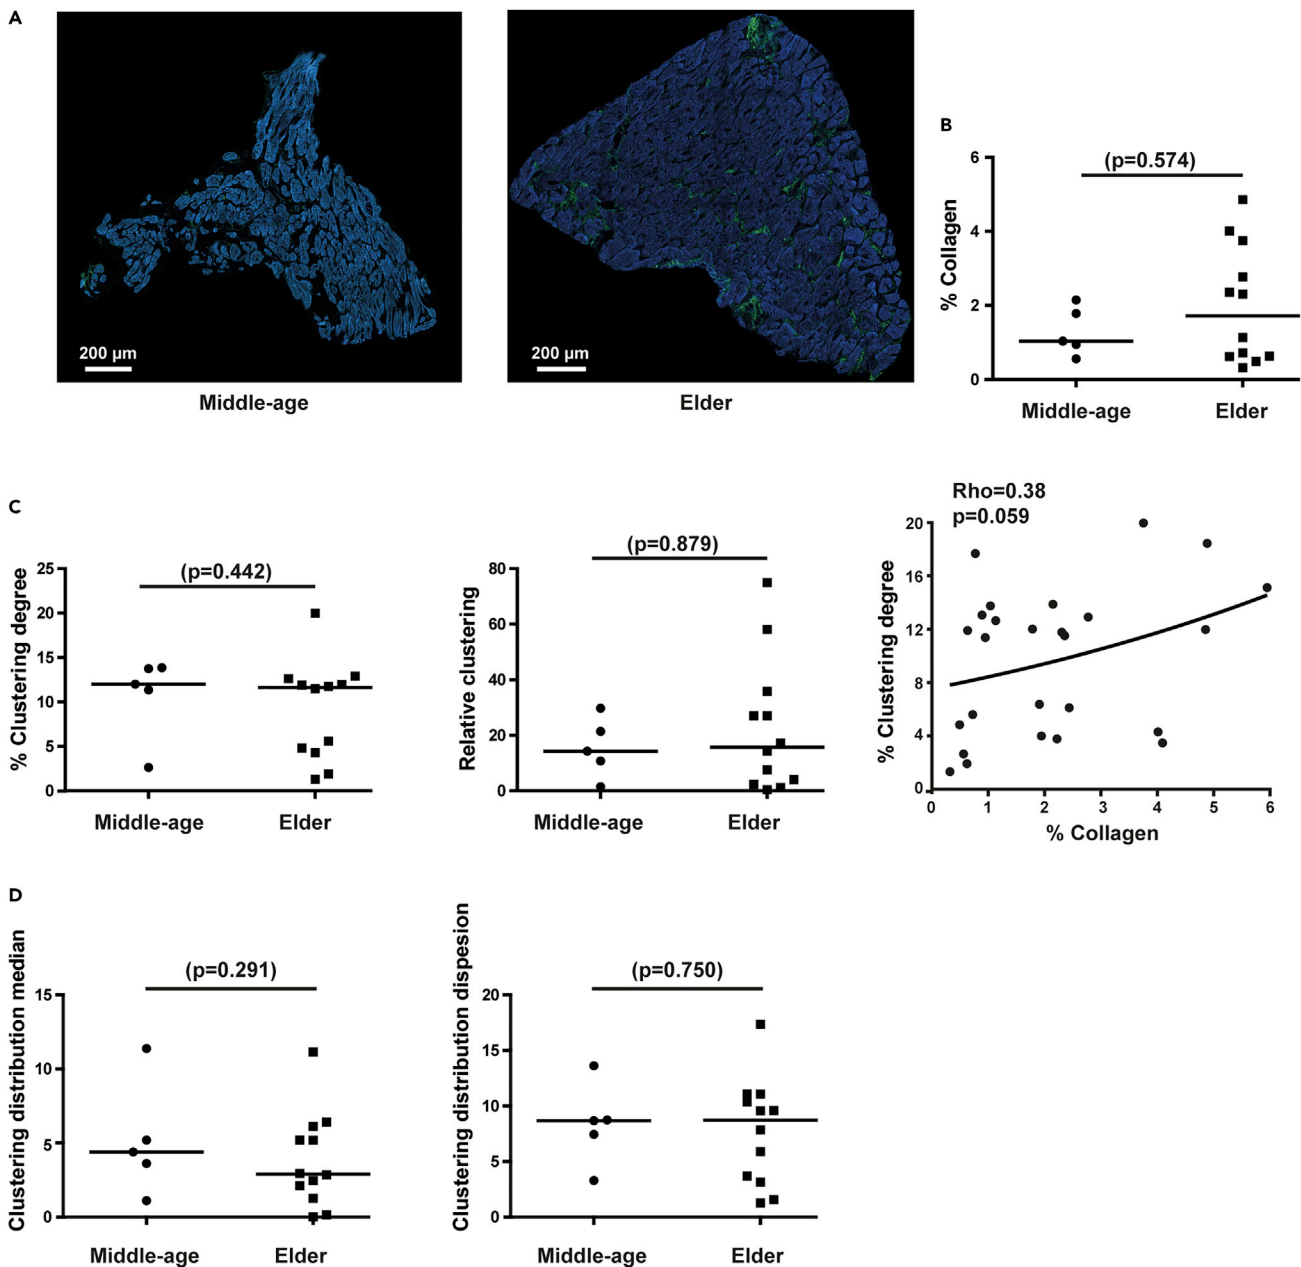 A
200 µm
Middle-age
200 µm
Elder
B
% Collagen
6
4
2
0
(p=0.574)
Middle-age
Elder
C
% Clustering degree
25
20
15
10
5
0
(p=0.442)
Middle-age
Elder
Relative clustering
80
60
40
20
0
(p=0.879)
Middle-age
Elder
Rho=0.38
p=0.059
% Clustering degree
20
16
12
8
4
0
0 1 2 3 4 5 6
% Collagen
D
Clustering distribution median
15
10
5
0
(p=0.291)
Middle-age
Elder
Clustering distribution dispesion
20
15
10
5
0
(p=0.750)
Middle-age
Elder